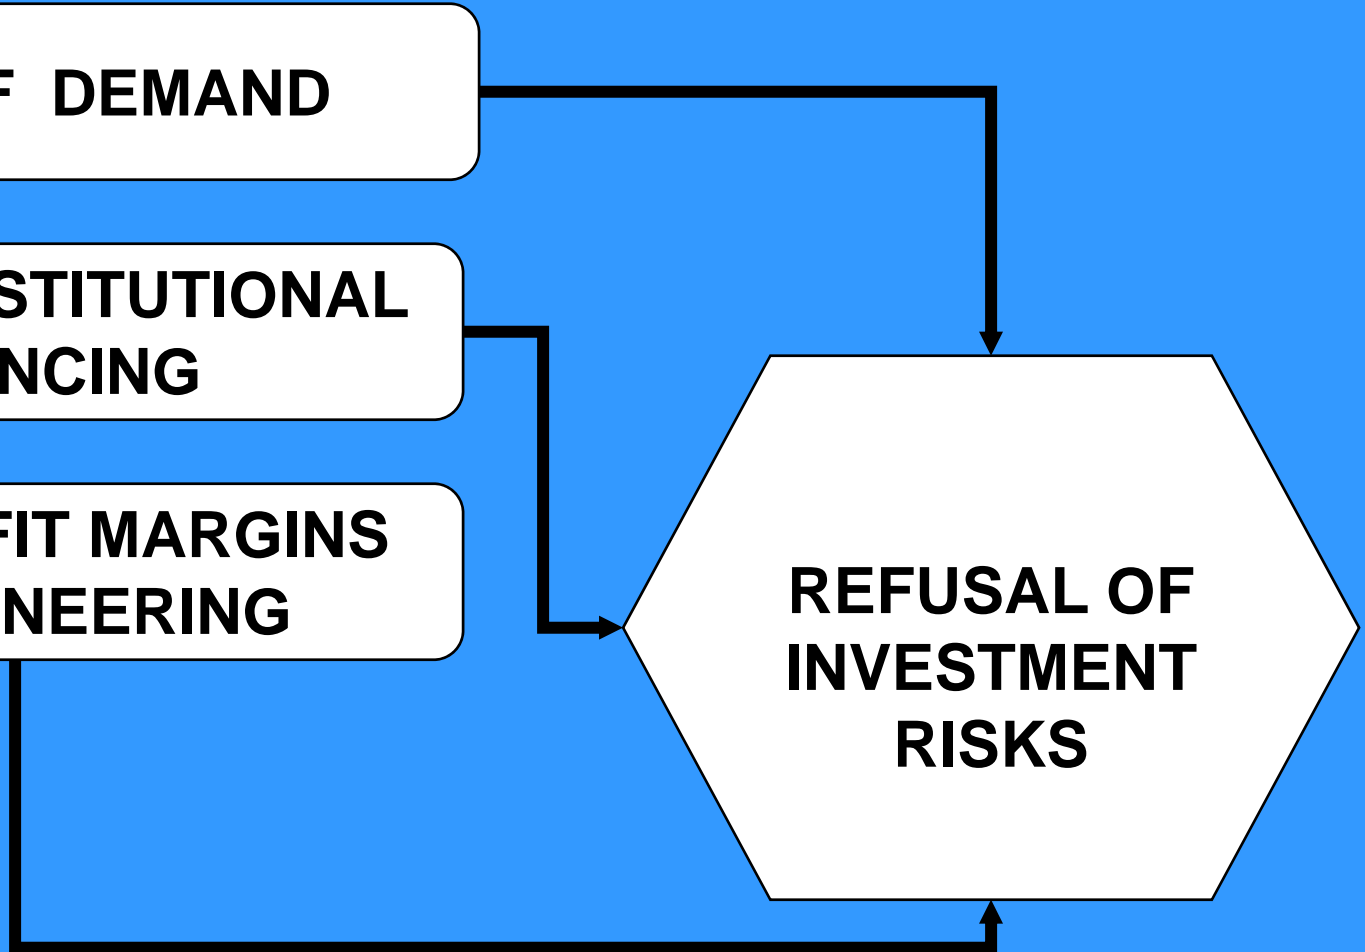 DEMAND
STITUTIONAL
NCING
FIT MARGINS
NEERING
REFUSAL OF
INVESTMENT
RISKS